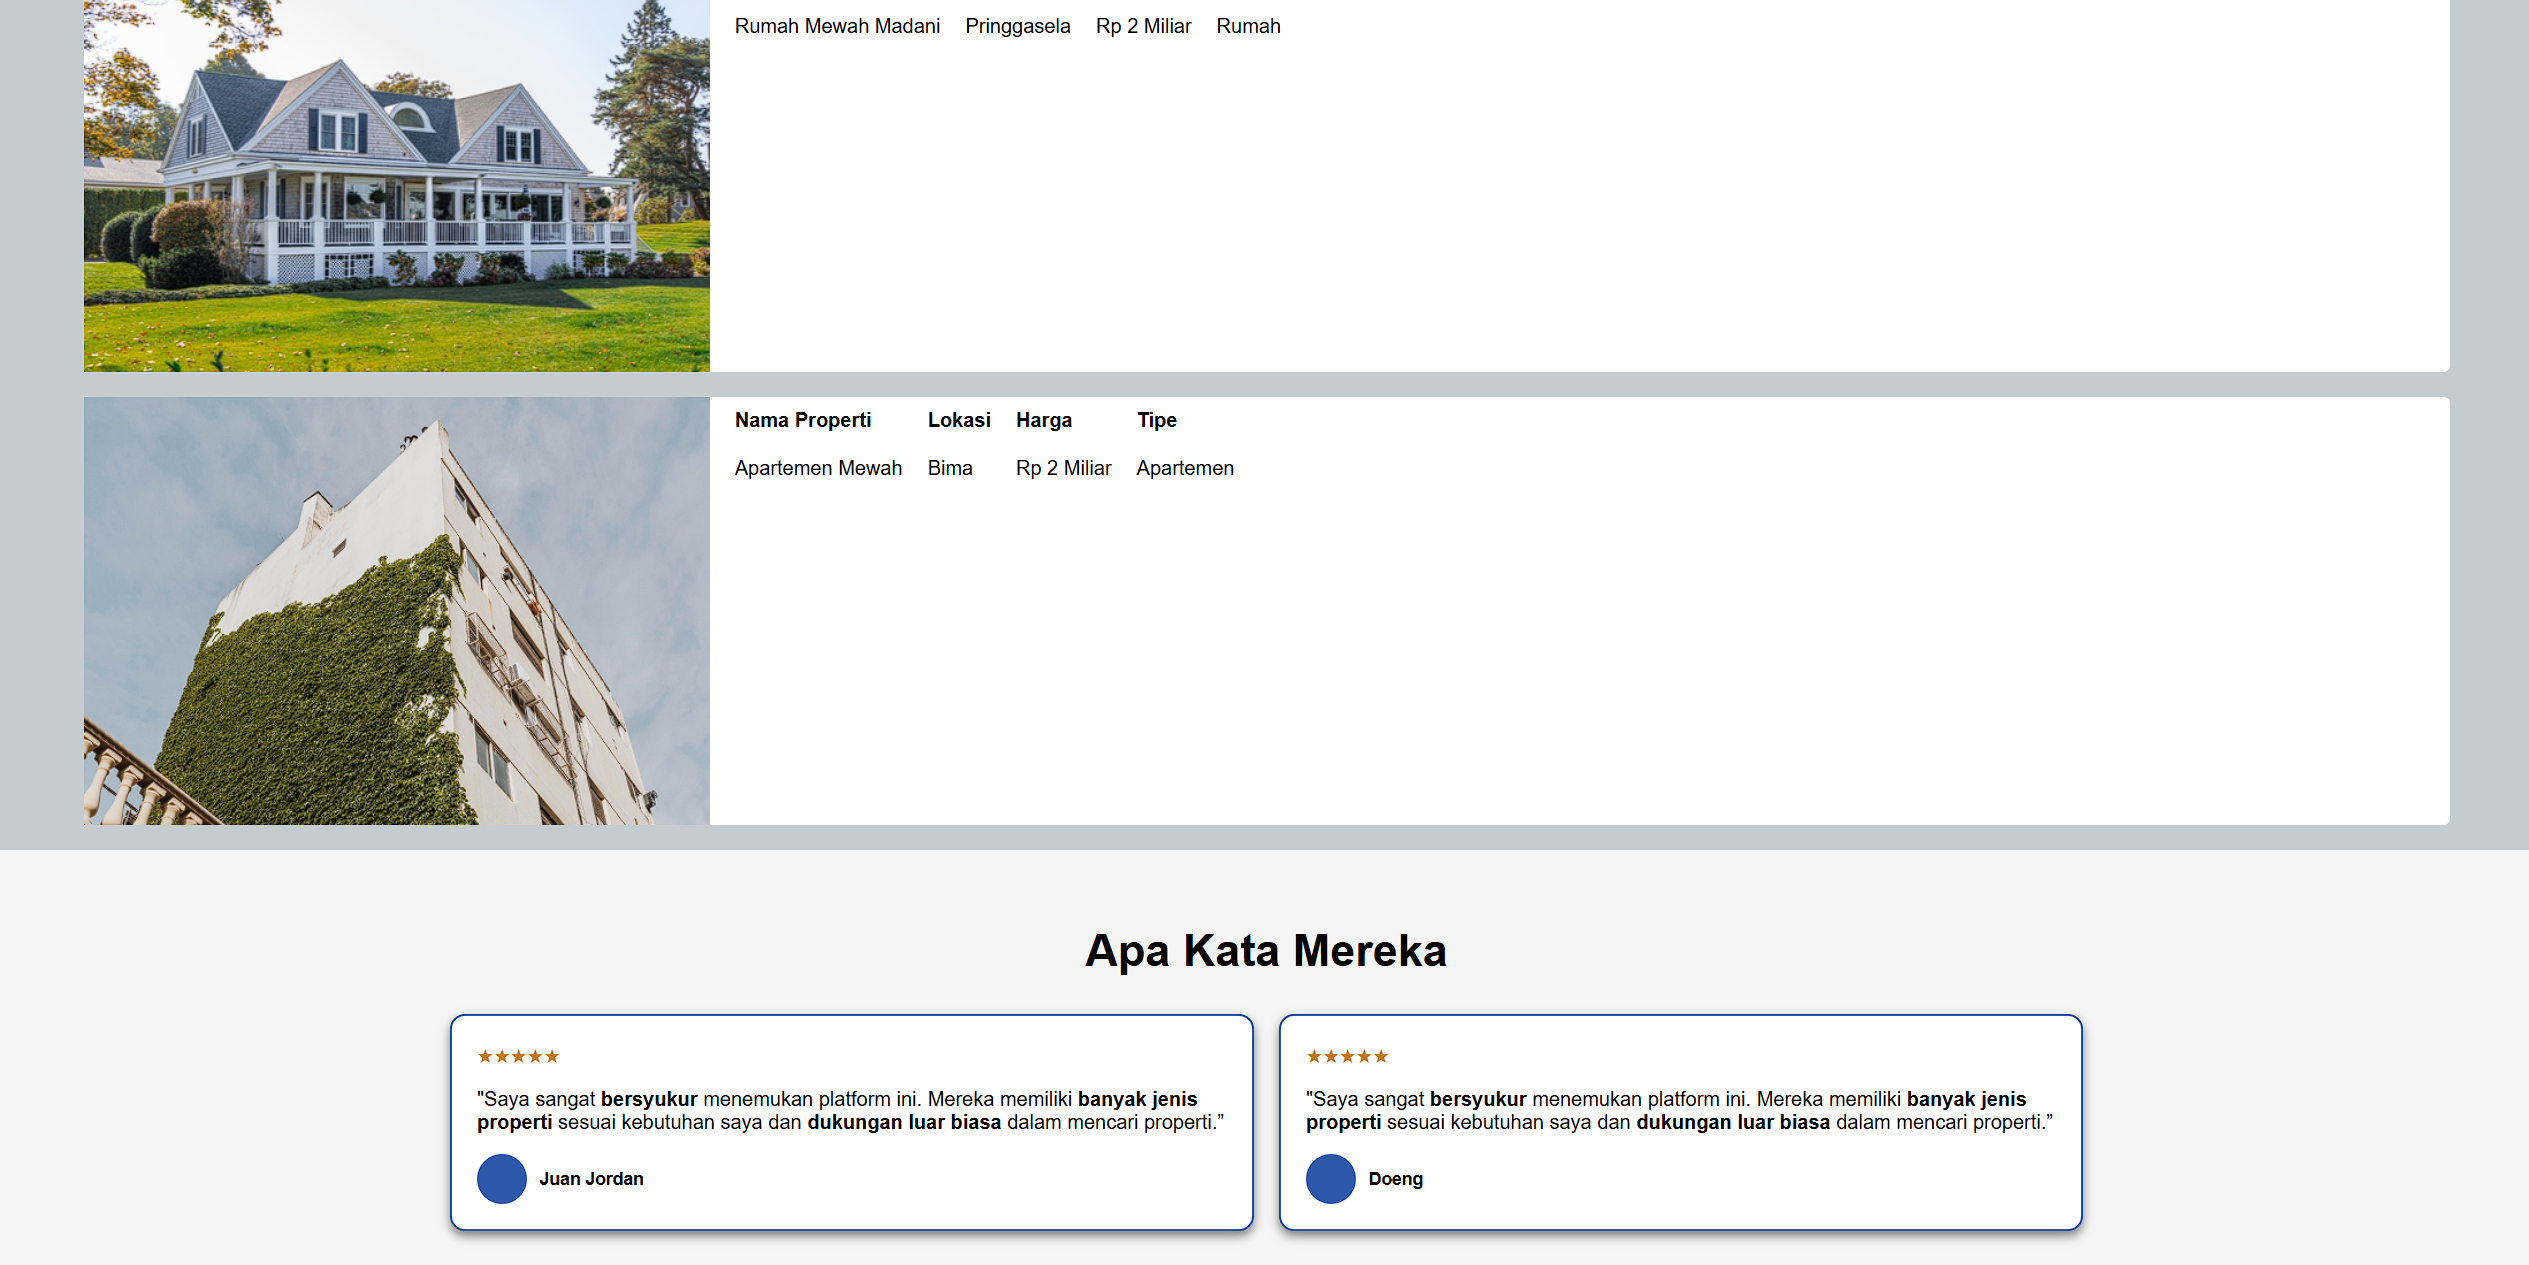 Rumah Mewah Madani Pringgasela Rp 2 Miliar Rumah
Nama Properti Lokasi Harga Tipe
Apartemen Mewah Bima Rp 2 Miliar Apartemen
Apa Kata Mereka
★★★★★
"Saya sangat bersyukur menemukan platform ini. Mereka memiliki banyak jenis
properti sesuai kebutuhan saya dan dukungan luar biasa dalam mencari properti.”
Juan Jordan
★★★★★
"Saya sangat bersyukur menemukan platform ini. Mereka memiliki banyak jenis
properti sesuai kebutuhan saya dan dukungan luar biasa dalam mencari properti.”
Doeng